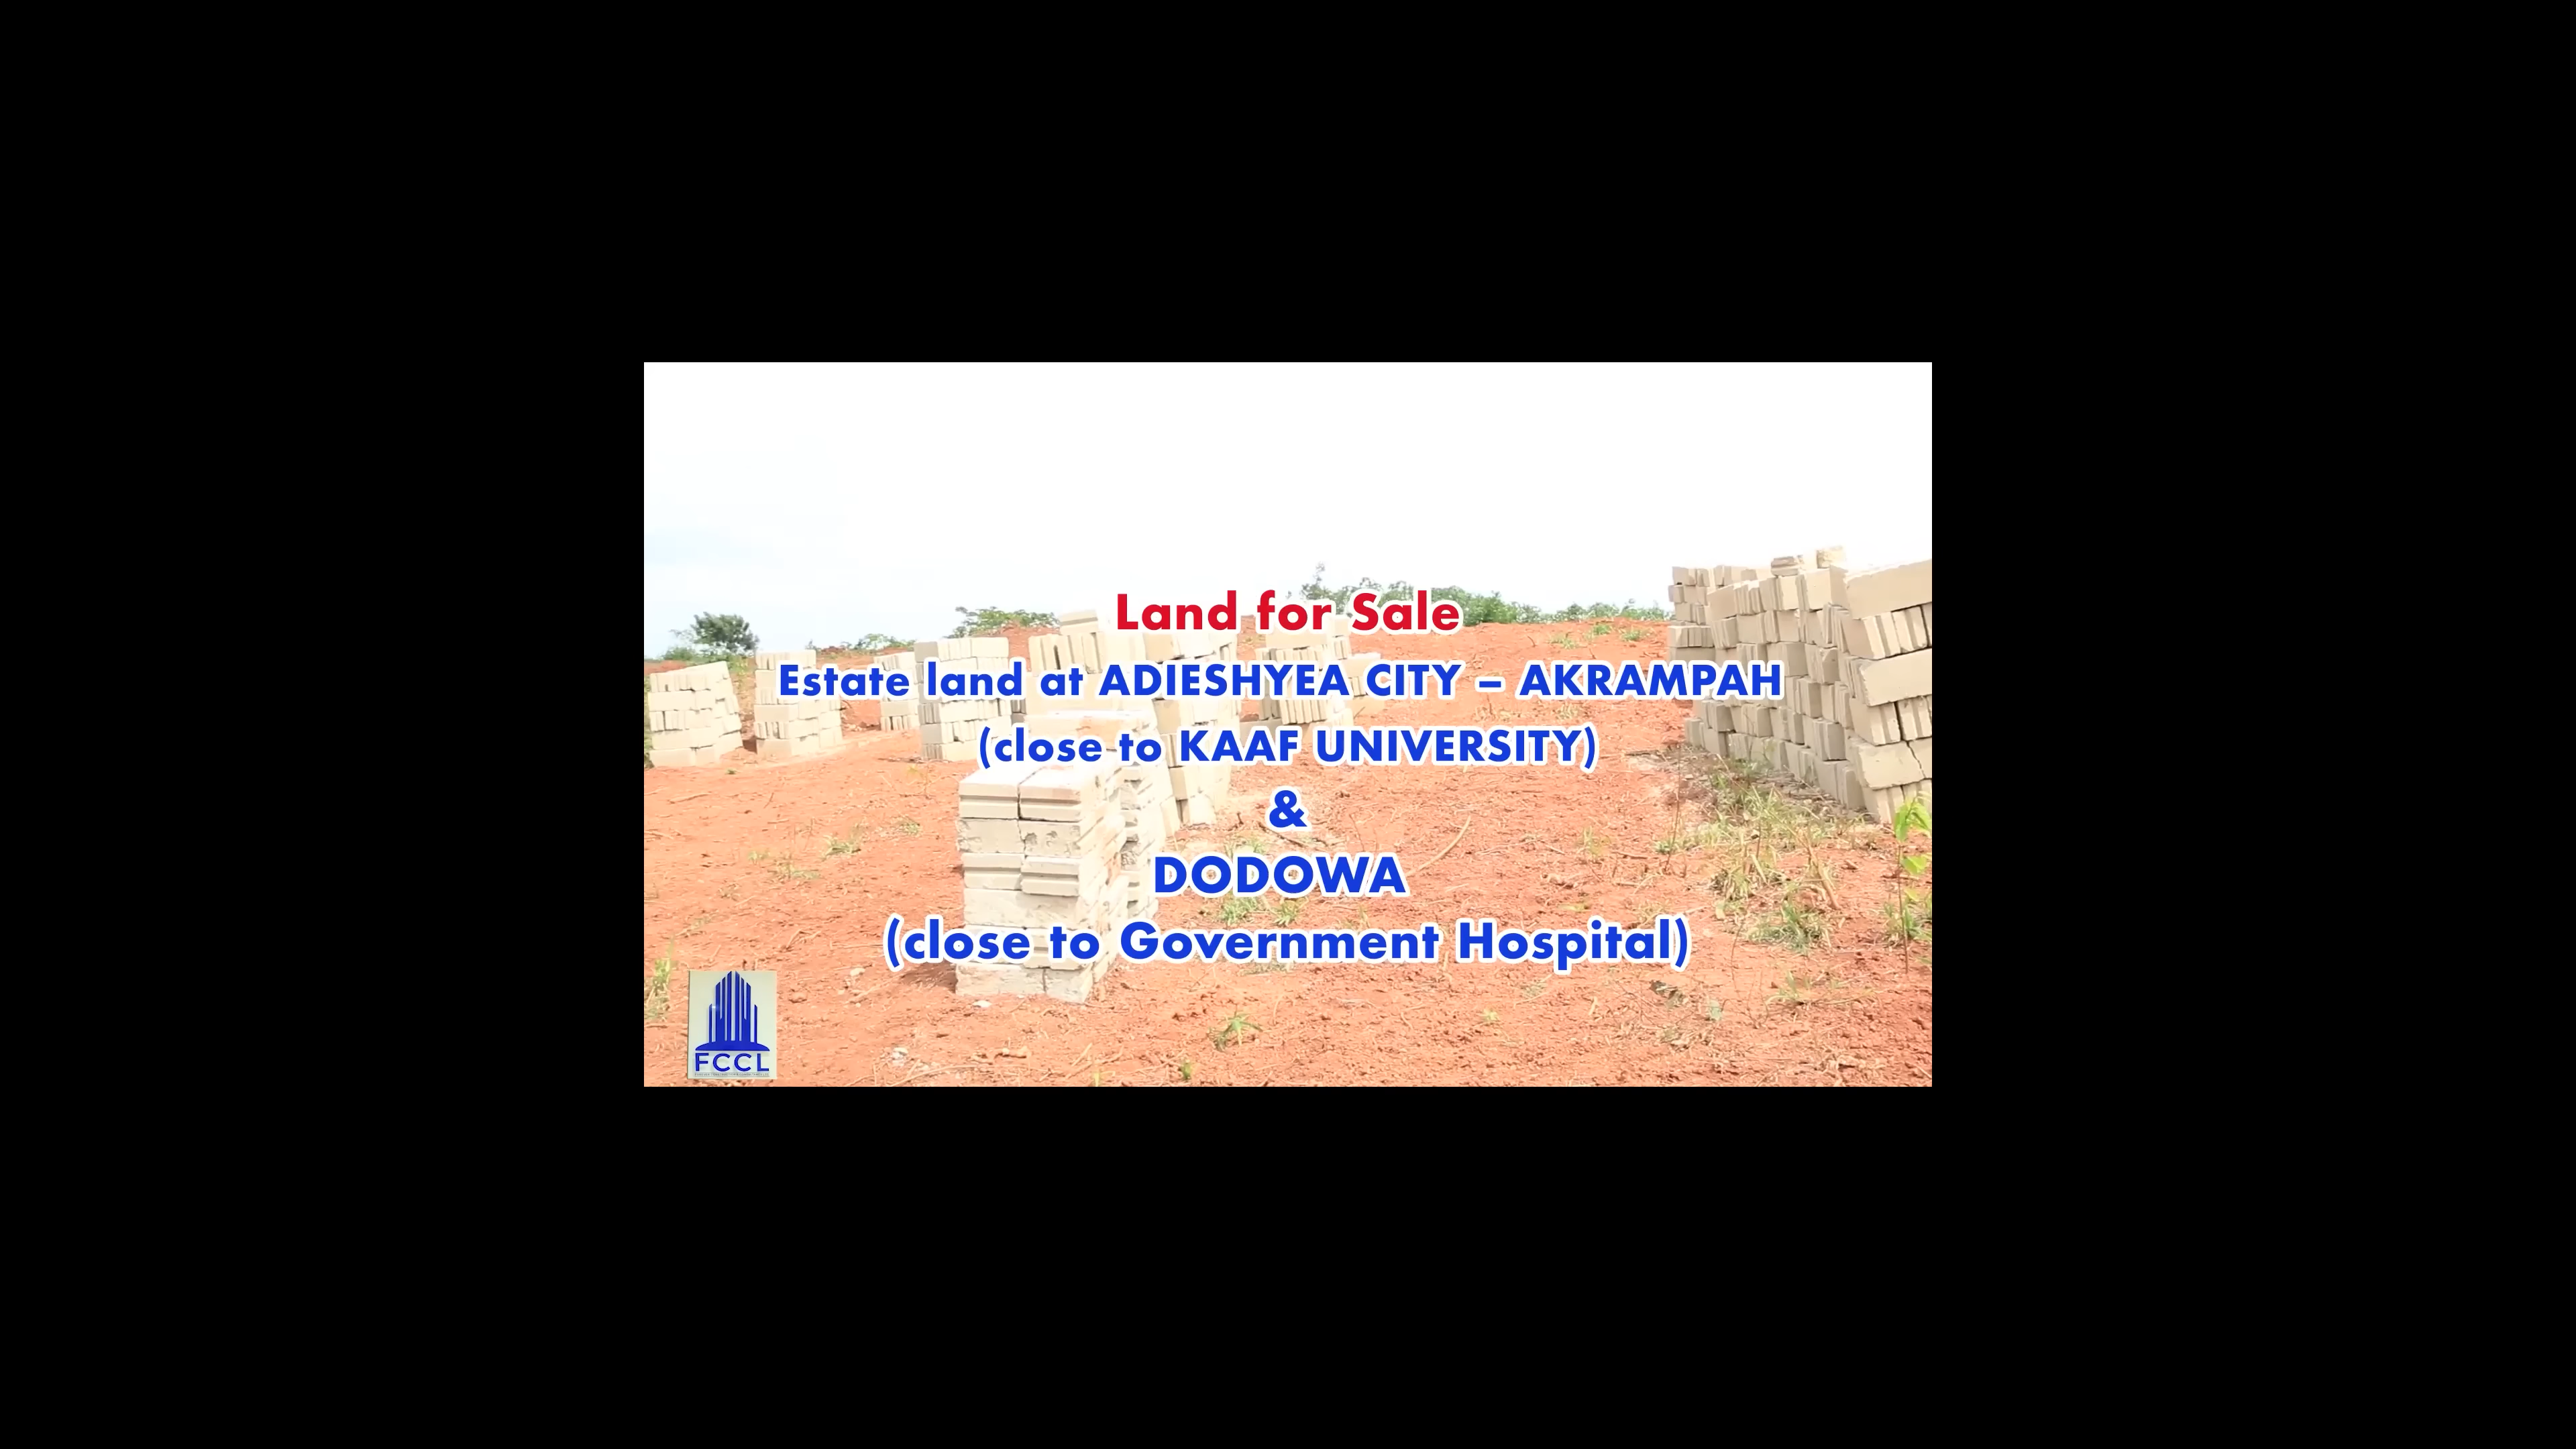 Land for Sale
Estate land at ADIESHYEA CITY – AKRAMPAH
(close to KAAF UNIVERSITY)
&
DODOWA
(close to Government Hospital)
FCCL